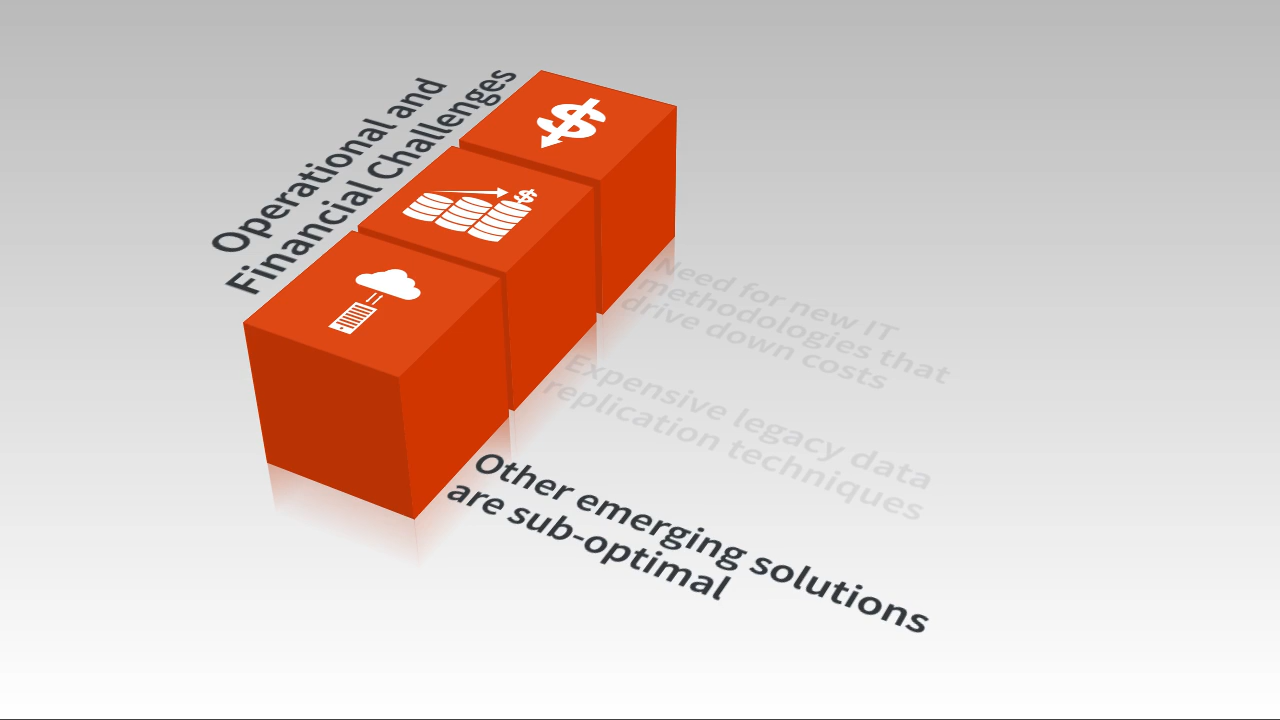 Operational and
Financial Challenges
Need for new IT
methodologies that
drive down costs
Expensive legacy data
replication techniques
Other emerging solutions
are sub-optimal